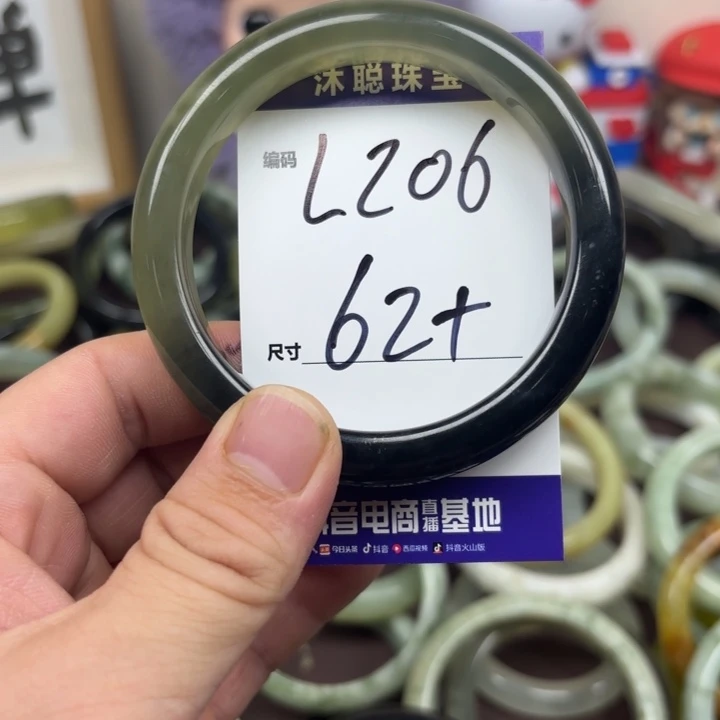 单
沐聪珠宝
编码 L206
尺寸 62+
音电商直播基地
今日头条 抖音 西瓜视频 抖音火山版